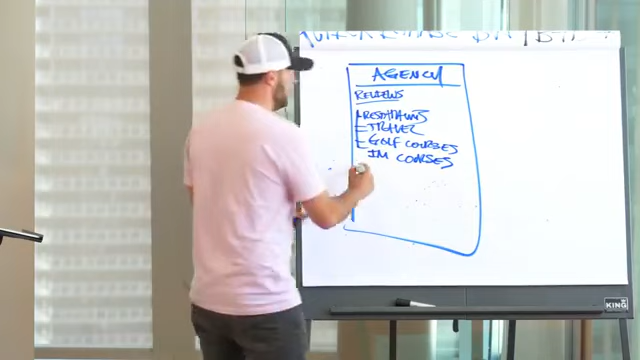 AGENCY
REVIEWS
- RESTAURANTS
- TRAVEL
- GOLF COURSES
IM COURSES
KING